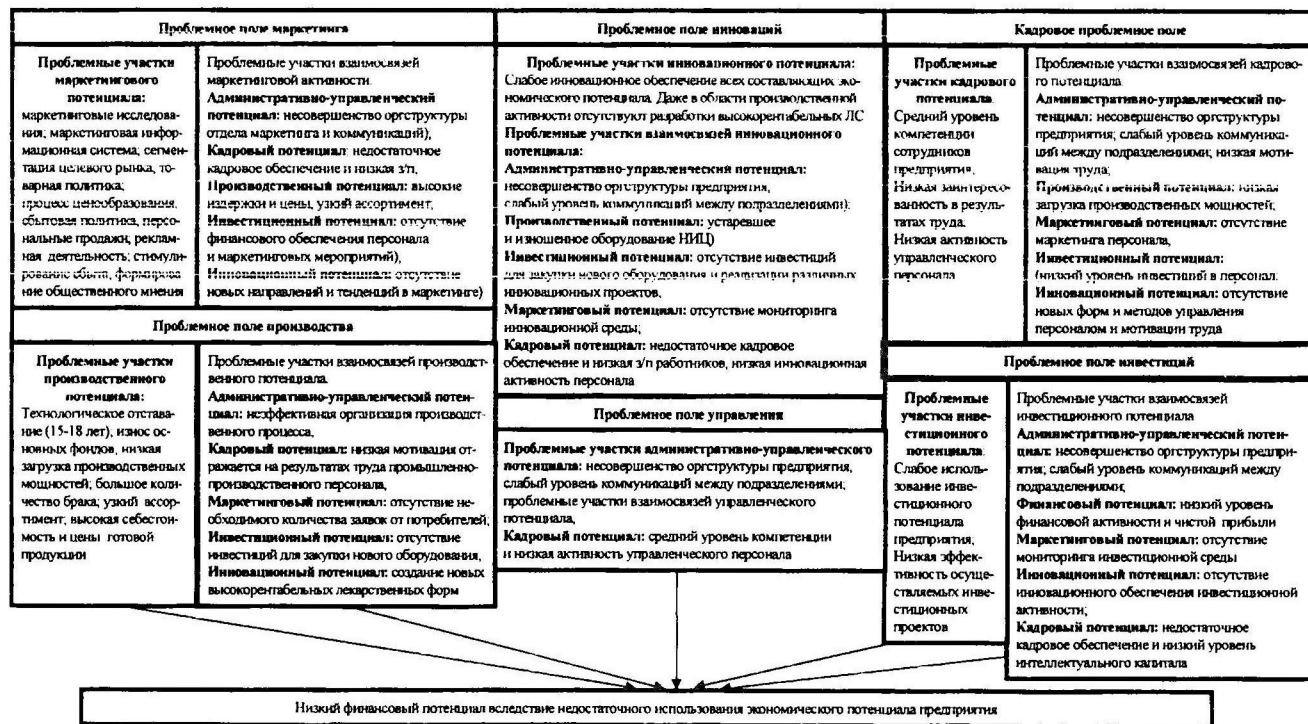 Проблемное поле маркетинга
Проблемные участки
маркетингового
потенциала:
маркетинговые исследова-
ния; маркетинговая инфор-
мационная система; сегмен-
тация целевого рынка, то-
варная политика;
процесс ценообразования,
сбытовая политика, персо-
нальные продажи; реклам-
ная деятельность; стимули-
рование сбыта, формирова
ние общественного мнения
Проблемные участки взаимосвязей
маркетинговой активности.
Административно-управленческий
потенциал: несовершенство оргструктуры
отдела маркетинга и коммуникаций),
Кадровый потенциал: недостаточное
кадровое обеспечение и низкая з/п,
Производственный потенциал: высокие
издержки и цены, узкий ассортимент;
Инвестиционный потенциал: отсутствие
финансового обеспечения персонала
и маркетинговых мероприятий),
Инновационный потенциал: отсутствие
новых направлений и тенденций в маркетинге)
Проблемное поле производства
Проблемные участки
производственного
потенциала:
Технологическое отстава-
ние (15-18 лет), износ ос-
новных фондов, низкая
загрузка производственных
мощностей; большое коли-
чество брака; узкий ассор-
тимент; высокая себестои-
мость и цены готовой
продукции
Проблемные участки взаимосвязей производст-
венного потенциала.
Административно-управленческий потен-
циал: неэффективная организация производст-
венного процесса,
Кадровый потенциал: низкая мотивация от-
ражается на результатах труда промышленно-
производственного персонала,
Маркетинговый потенциал: отсутствие не-
обходимого количества заявок от потребителей;
Инвестиционный потенциал: отсутствие
инвестиций для закупки нового оборудования,
Инновационный потенциал: создание новых
высокорентабельных лекарственных форм
Проблемное поле инноваций
Проблемные участки инновационного потенциала:
Слабое инновационное обеспечение всех составляющих эко-
номического потенциала. Даже в области производственной
активности отсутствуют разработки высокорентабельных ЛС
Проблемные участки взаимосвязей инновационного
потенциала:
Административно-управленческий потенциал:
несовершенство оргструктуры предприятия,
слабый уровень коммуникаций между подразделениями);
Производственный потенциал: устаревшее
и изношенное оборудование НИЦ)
Инвестиционный потенциал: отсутствие инвестиций
для закупки нового оборудования и реализации различных
инновационных проектов,
Маркетинговый потенциал: отсутствие мониторинга
инновационной среды;
Кадровый потенциал: недостаточное кадровое
обеспечение и низкая з/п работников, низкая инновационная
активность персонала
Проблемное поле управления
Проблемные участки административно-управленческого
потенциала: несовершенство оргструктуры предприятия,
слабый уровень коммуникаций между подразделениями;
проблемные участки взаимосвязей управленческого
потенциала,
Кадровый потенциал: средний уровень компетенции
и низкая активность управленческого персонала
Кадровое проблемное поле
Проблемные
участки кадрового
потенциала.
Средний уровень
компетенции
сотрудников
предприятия,
Низкая заинтересо-
ванность в резуль-
татах труда.
Низкая активность
управленческого
персонала
Проблемные участки взаимосвязей кадрово-
го потенциала.
Административно-управленческий по-
тенциал: несовершенство оргструктуры
предприятия; слабый уровень коммуника-
ций между подразделениями; низкая моти-
вация труда;
Производственный потенциал: низкая
загрузка производственных мощностей;
Маркетинговый потенциал: отсутствие
маркетинга персонала,
Инвестиционный потенциал:
(низкий уровень инвестиций в персонал:
Инновационный потенциал: отсутствие
новых форм и методов управления
персоналом и мотивации труда
Проблемное поле инвестиций
Проблемные
участки инве-
стиционного
потенциала:
Слабое исполь-
зование инве-
стиционного
потенциала
предприятия;
Низкая эффек-
тивность осуще-
ствляемых инве-
стиционных
проектов
Проблемные участки взаимосвязей
инвестиционного потенциала
Административно-управленческий потен-
циал: несовершенство оргструктуры предпри-
ятия; слабый уровень коммуникаций между
подразделениями;
Финансовый потенциал: низкий уровень
финансовой активности и чистой прибыли
Маркетинговый потенциал: отсутствие
мониторинга инвестиционной среды
Инновационный потенциал: отсутствие
инновационного обеспечения инвестиционной
активности;
Кадровый потенциал: недостаточное
кадровое обеспечение и низкий уровень
интеллектуального капитала
Низкий финансовый потенциал вследствие недостаточного использования экономического потенциала предприятия